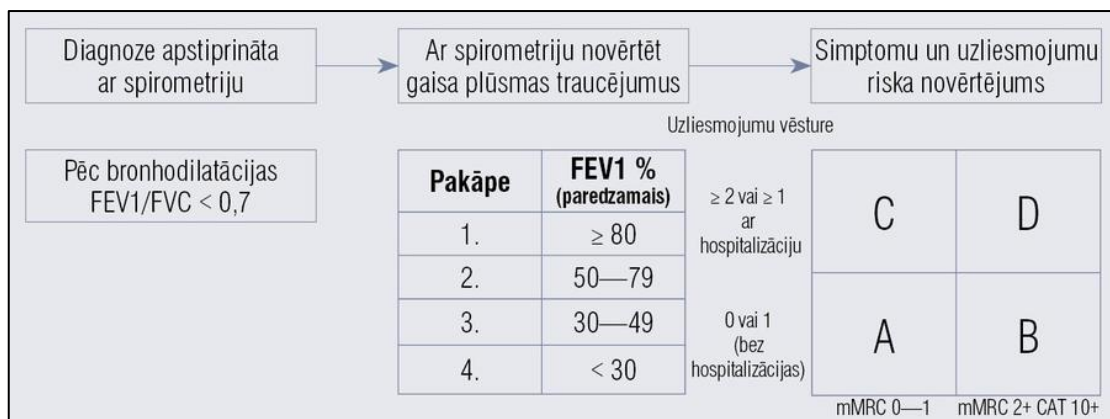 Diagnoze apstiprināta
ar spirometriju
Ar spirometriju novērtēt
gaisa plūsmas traucējumus
Simptomu un uzliesmojumu
riska novērtējums
Uzliesmojumu vēsture
Pēc bronhodilatācijas
FEV1/FVC < 0,7
Pakāpe
FEV1 %
(paredzamais)
1.
≥ 80
2.
50—79
3.
30—49
4.
< 30
≥ 2 vai ≥ 1
ar
hospitalizāciju
0 vai 1
(bez
hospitalizācijas)
C
D
A
B
mMRC 0—1
mMRC 2+ CAT 10+